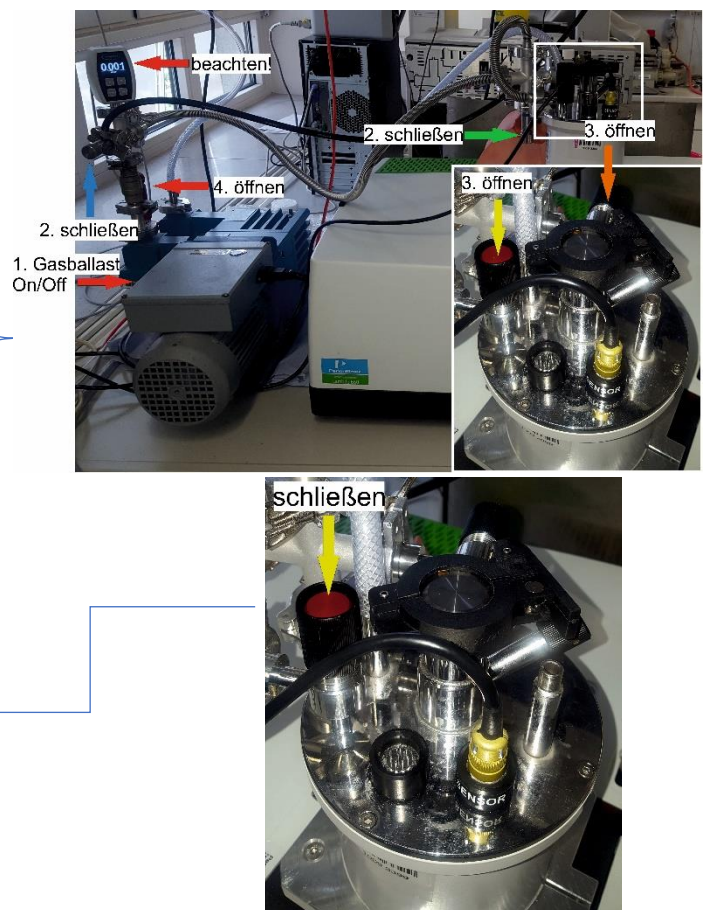 0.001
beachten!
2. schließen
3. öffnen
3. öffnen
4. öffnen
2. schließen
1. Gasballast
On/Off
PerkinElmer
SENSOR
schließen
SENSOR